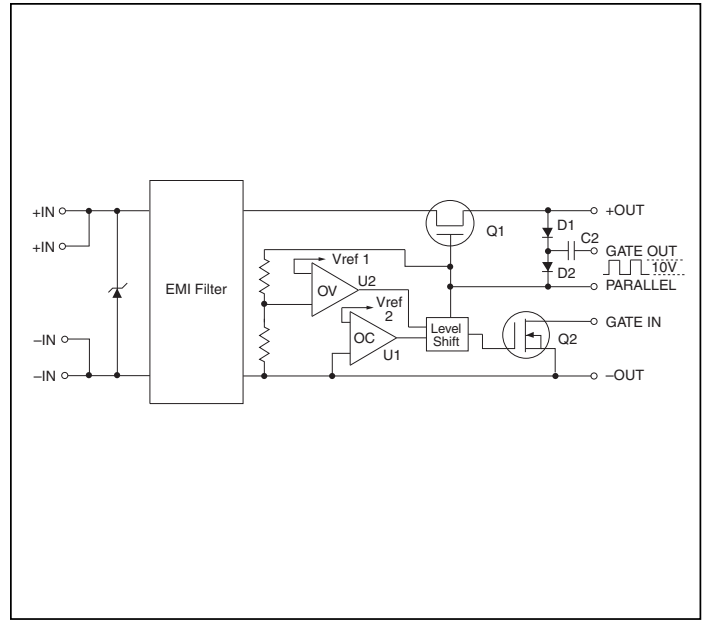 +IN
+IN
−IN
−IN
EMI Filter
Q1
+OUT
D1
C2
GATE OUT
10V
D2
PARALLEL
Vref 1
OV
U2
Vref
2
OC
U1
Level
Shift
Q2
GATE IN
−OUT